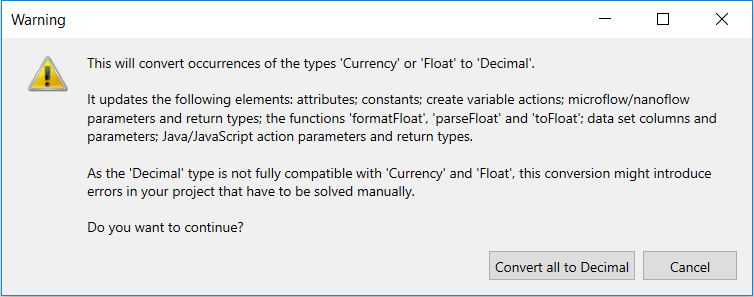 Warning
This will convert occurrences of the types 'Currency' or 'Float' to 'Decimal'.
It updates the following elements: attributes; constants; create variable actions; microflow/nanoflow
parameters and return types; the functions 'formatFloat', 'parseFloat' and 'toFloat'; data set columns and
parameters; Java/JavaScript action parameters and return types.
As the 'Decimal' type is not fully compatible with 'Currency' and 'Float', this conversion might introduce
errors in your project that have to be solved manually.
Do you want to continue?
Convert all to Decimal
Cancel